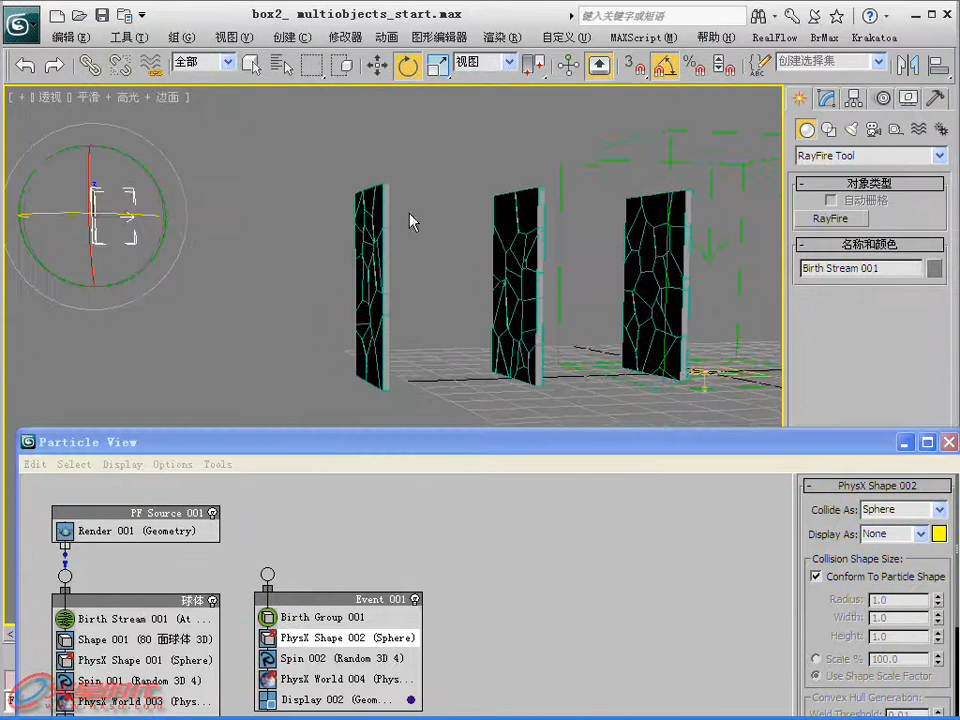 box2_ multiobjects_start.max
键入关键字或短语
编辑(E) 工具(T) 组(G) 视图(V) 创建(C) 修改器 动画 图形编辑器 渲染(R) 自定义(U) MAXScript(M) 帮助(H) RealFlow BrMax Krakatoa
全部 视图 3 % ABC 创建选择集
[ + ][ 透视 ][ 平滑 + 高光 + 边面 ]
RayFire Tool
- 对象类型
自动栅格
RayFire
- 名称和颜色
Birth Stream 001
z
Particle View
Edit Select Display Options Tools
PF Source 001
Render 001 (Geometry)
球体
Birth Stream 001 (At ...
Shape 001 (80 面球体 3D)
PhysX Shape 001 (Sphere)
Spin 001 (Random 3D 4)
PhysX World 003 (Phys...
Event 001
Birth Group 001
PhysX Shape 002 (Sphere)
Spin 002 (Random 3D 4)
PhysX World 004 (Phys...
Display 002 (Geom...
- PhysX Shape 002
Collide As: Sphere
Display As: None
Collision Shape Size:
Conform To Particle Shape
Radius: 1.0
Width: 1.0
Height: 1.0
Scale % 100.0
Use Shape Scale Factor
Convex Hull Generation:
Weld Threshold: 0.01